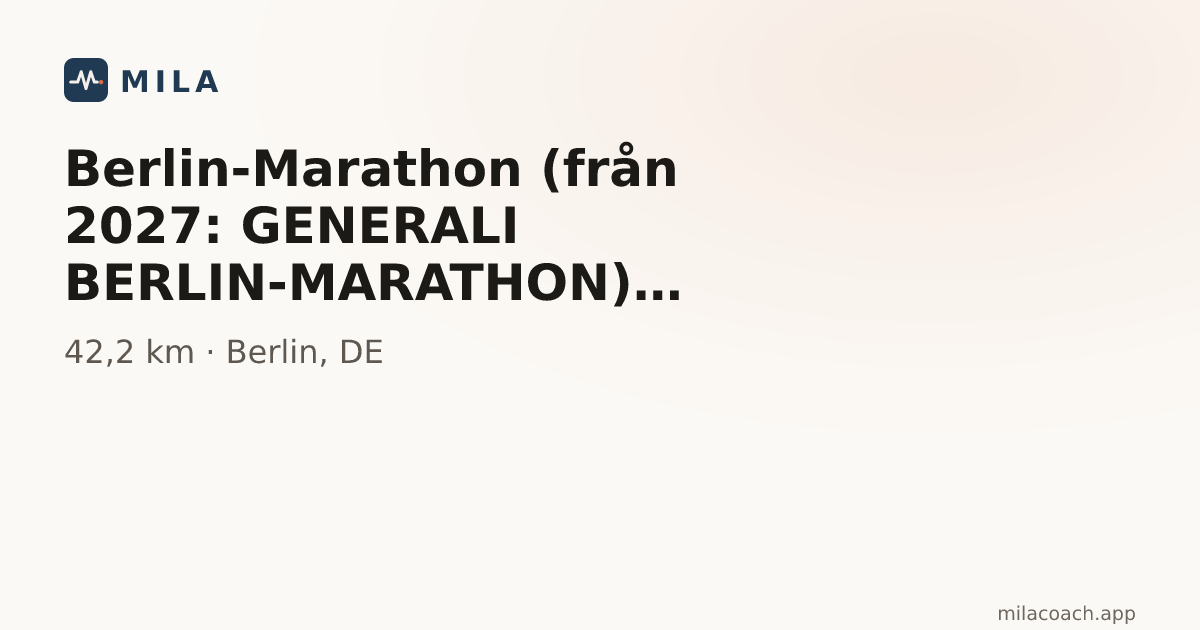 MILA
Berlin-Marathon (från
2027: GENERALI
BERLIN-MARATHON)...
42,2 km · Berlin, DE
milacoach.app